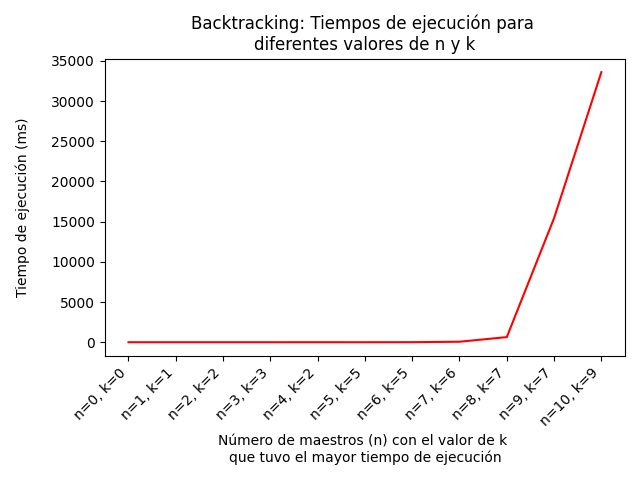 Backtracking: Tiempos de ejecución para
diferentes valores de n y k
Tiempo de ejecución (ms)
35000
30000
25000
20000
15000
10000
5000
0
n=0, k=0
n=1, k=1
n=2, k=2
n=3, k=3
n=4, k=2
n=5, k=5
n=6, k=5
n=7, k=6
n=8, k=7
n=9, k=7
n=10, k=9
Número de maestros (n) con el valor de k
que tuvo el mayor tiempo de ejecución